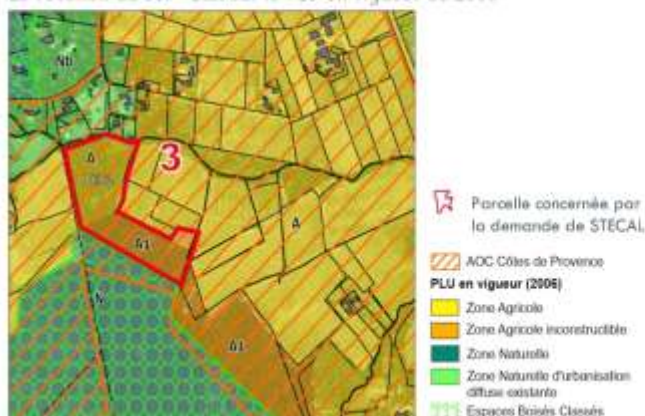 Nb
A
3
A1
A
N
A1
Parcelle concernée par
la demande de STECAL
AOC Côtes de Provence
PLU en vigueur (2006)
Zone Agricole
Zone Agricole inconstructible
Zone Naturelle
Zone Naturelle d'urbanisation
diffuse existante
Espaces Boisés Classés